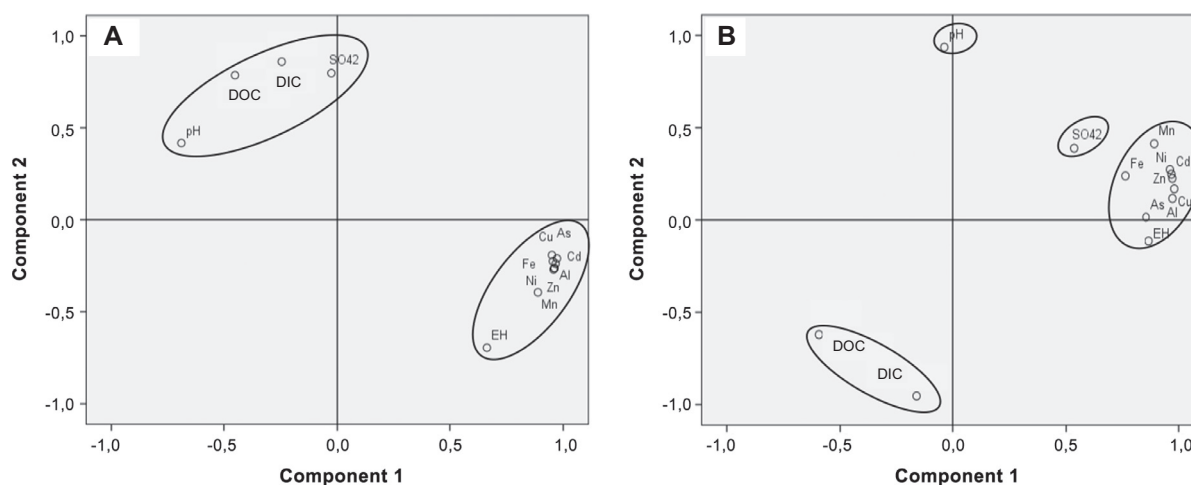 A
1,0
0,5
0,0
-0,5
-1,0
Component 2
SO42
DIC
DOC
pH
Cu As
Fe Cd
Ni Al
Zn
Mn
EH
-1,0 -0,5 0,0 0,5 1,0
Component 1
B
1,0
0,5
0,0
-0,5
-1,0
Component 2
pH
SO42
Mn
Fe Ni Cd
Zn
As Cu
Al
EH
DOC
DIC
-1,0 -0,5 0,0 0,5 1,0
Component 1